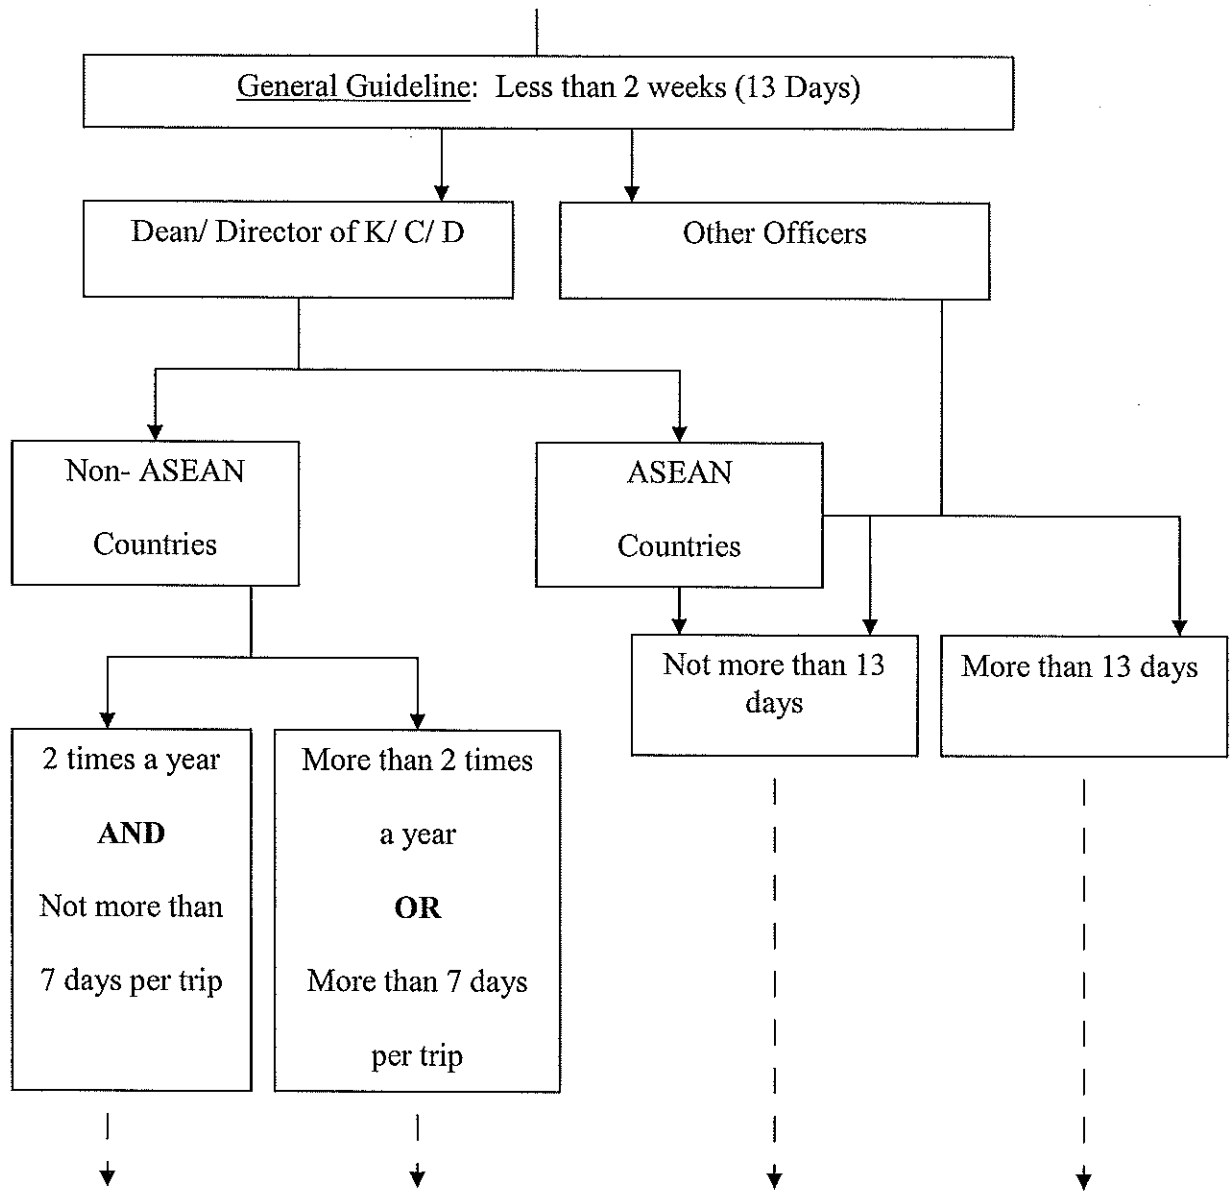 General Guideline: Less than 2 weeks (13 Days)
Dean/ Director of K/ C/ D
Other Officers
Non- ASEAN
Countries
ASEAN
Countries
Not more than 13
days
More than 13 days
2 times a year
AND
Not more than
7 days per trip
More than 2 times
a year
OR
More than 7 days
per trip